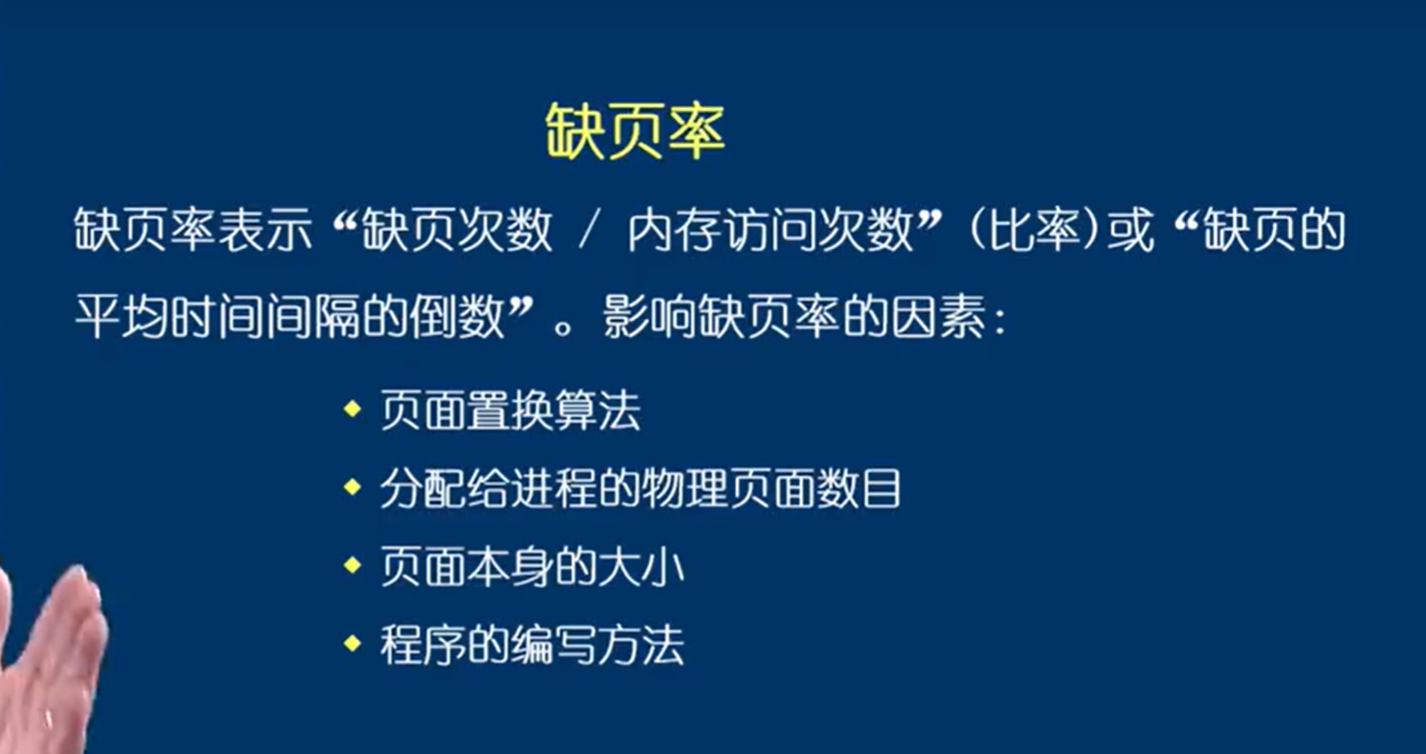 缺页率
缺页率表示“缺页次数 / 内存访问次数”(比率)或“缺页的
平均时间间隔的倒数”。影响缺页率的因素：
◆ 页面置换算法
◆ 分配给进程的物理页面数目
◆ 页面本身的大小
◆ 程序的编写方法